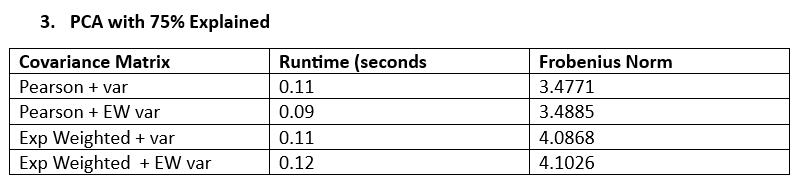 3. PCA with 75% Explained
Covariance Matrix Runtime (seconds Frobenius Norm
Pearson + var 0.11 3.4771
Pearson + EW var 0.09 3.4885
Exp Weighted + var 0.11 4.0868
Exp Weighted + EW var 0.12 4.1026